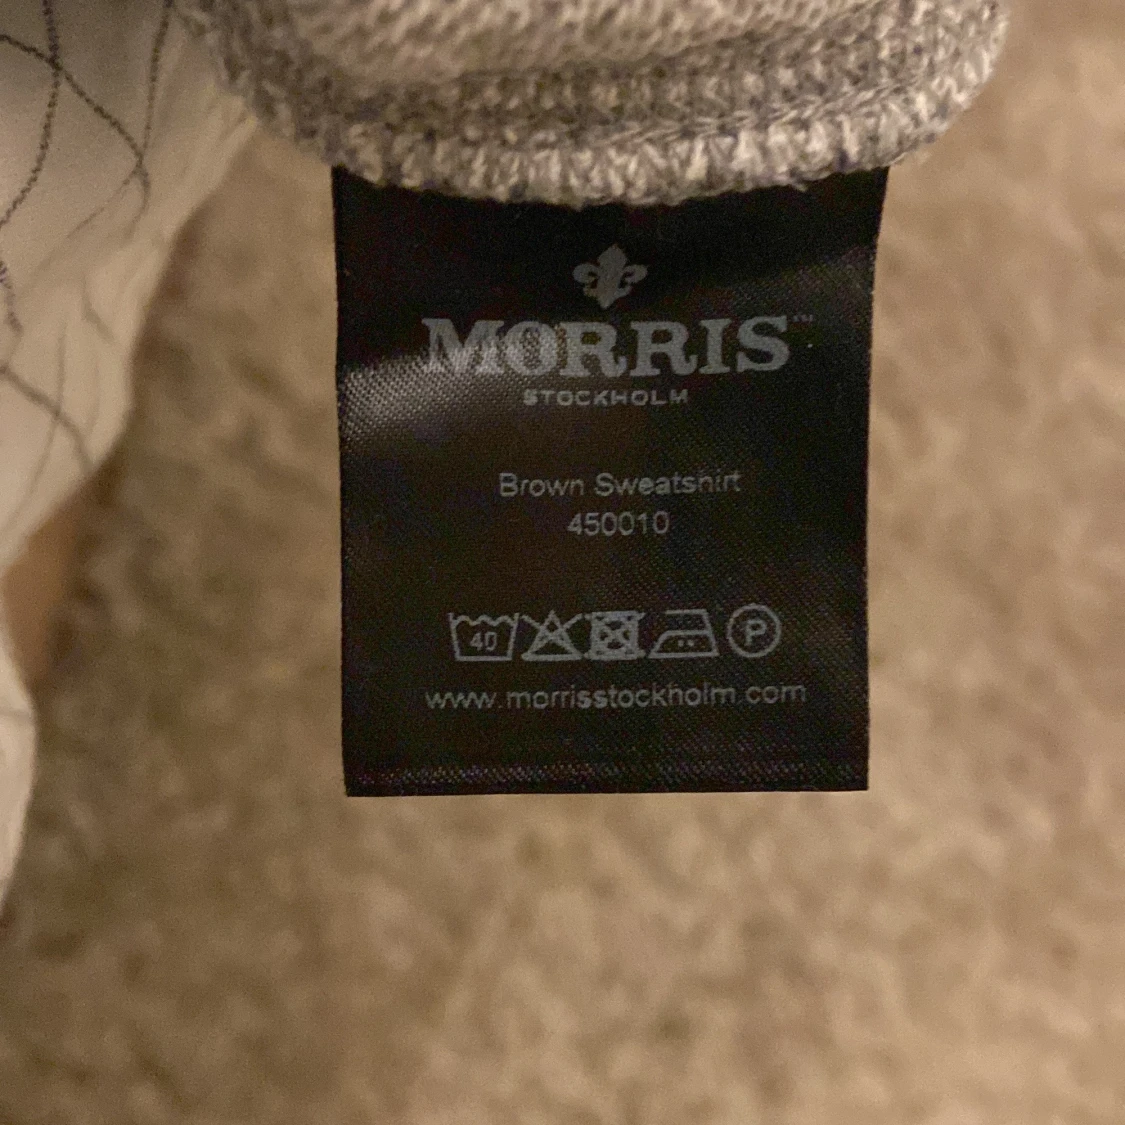 MORRIS™
STOCKHOLM
Brown Sweatshirt
450010
40 P
www.morrisstockholm.com